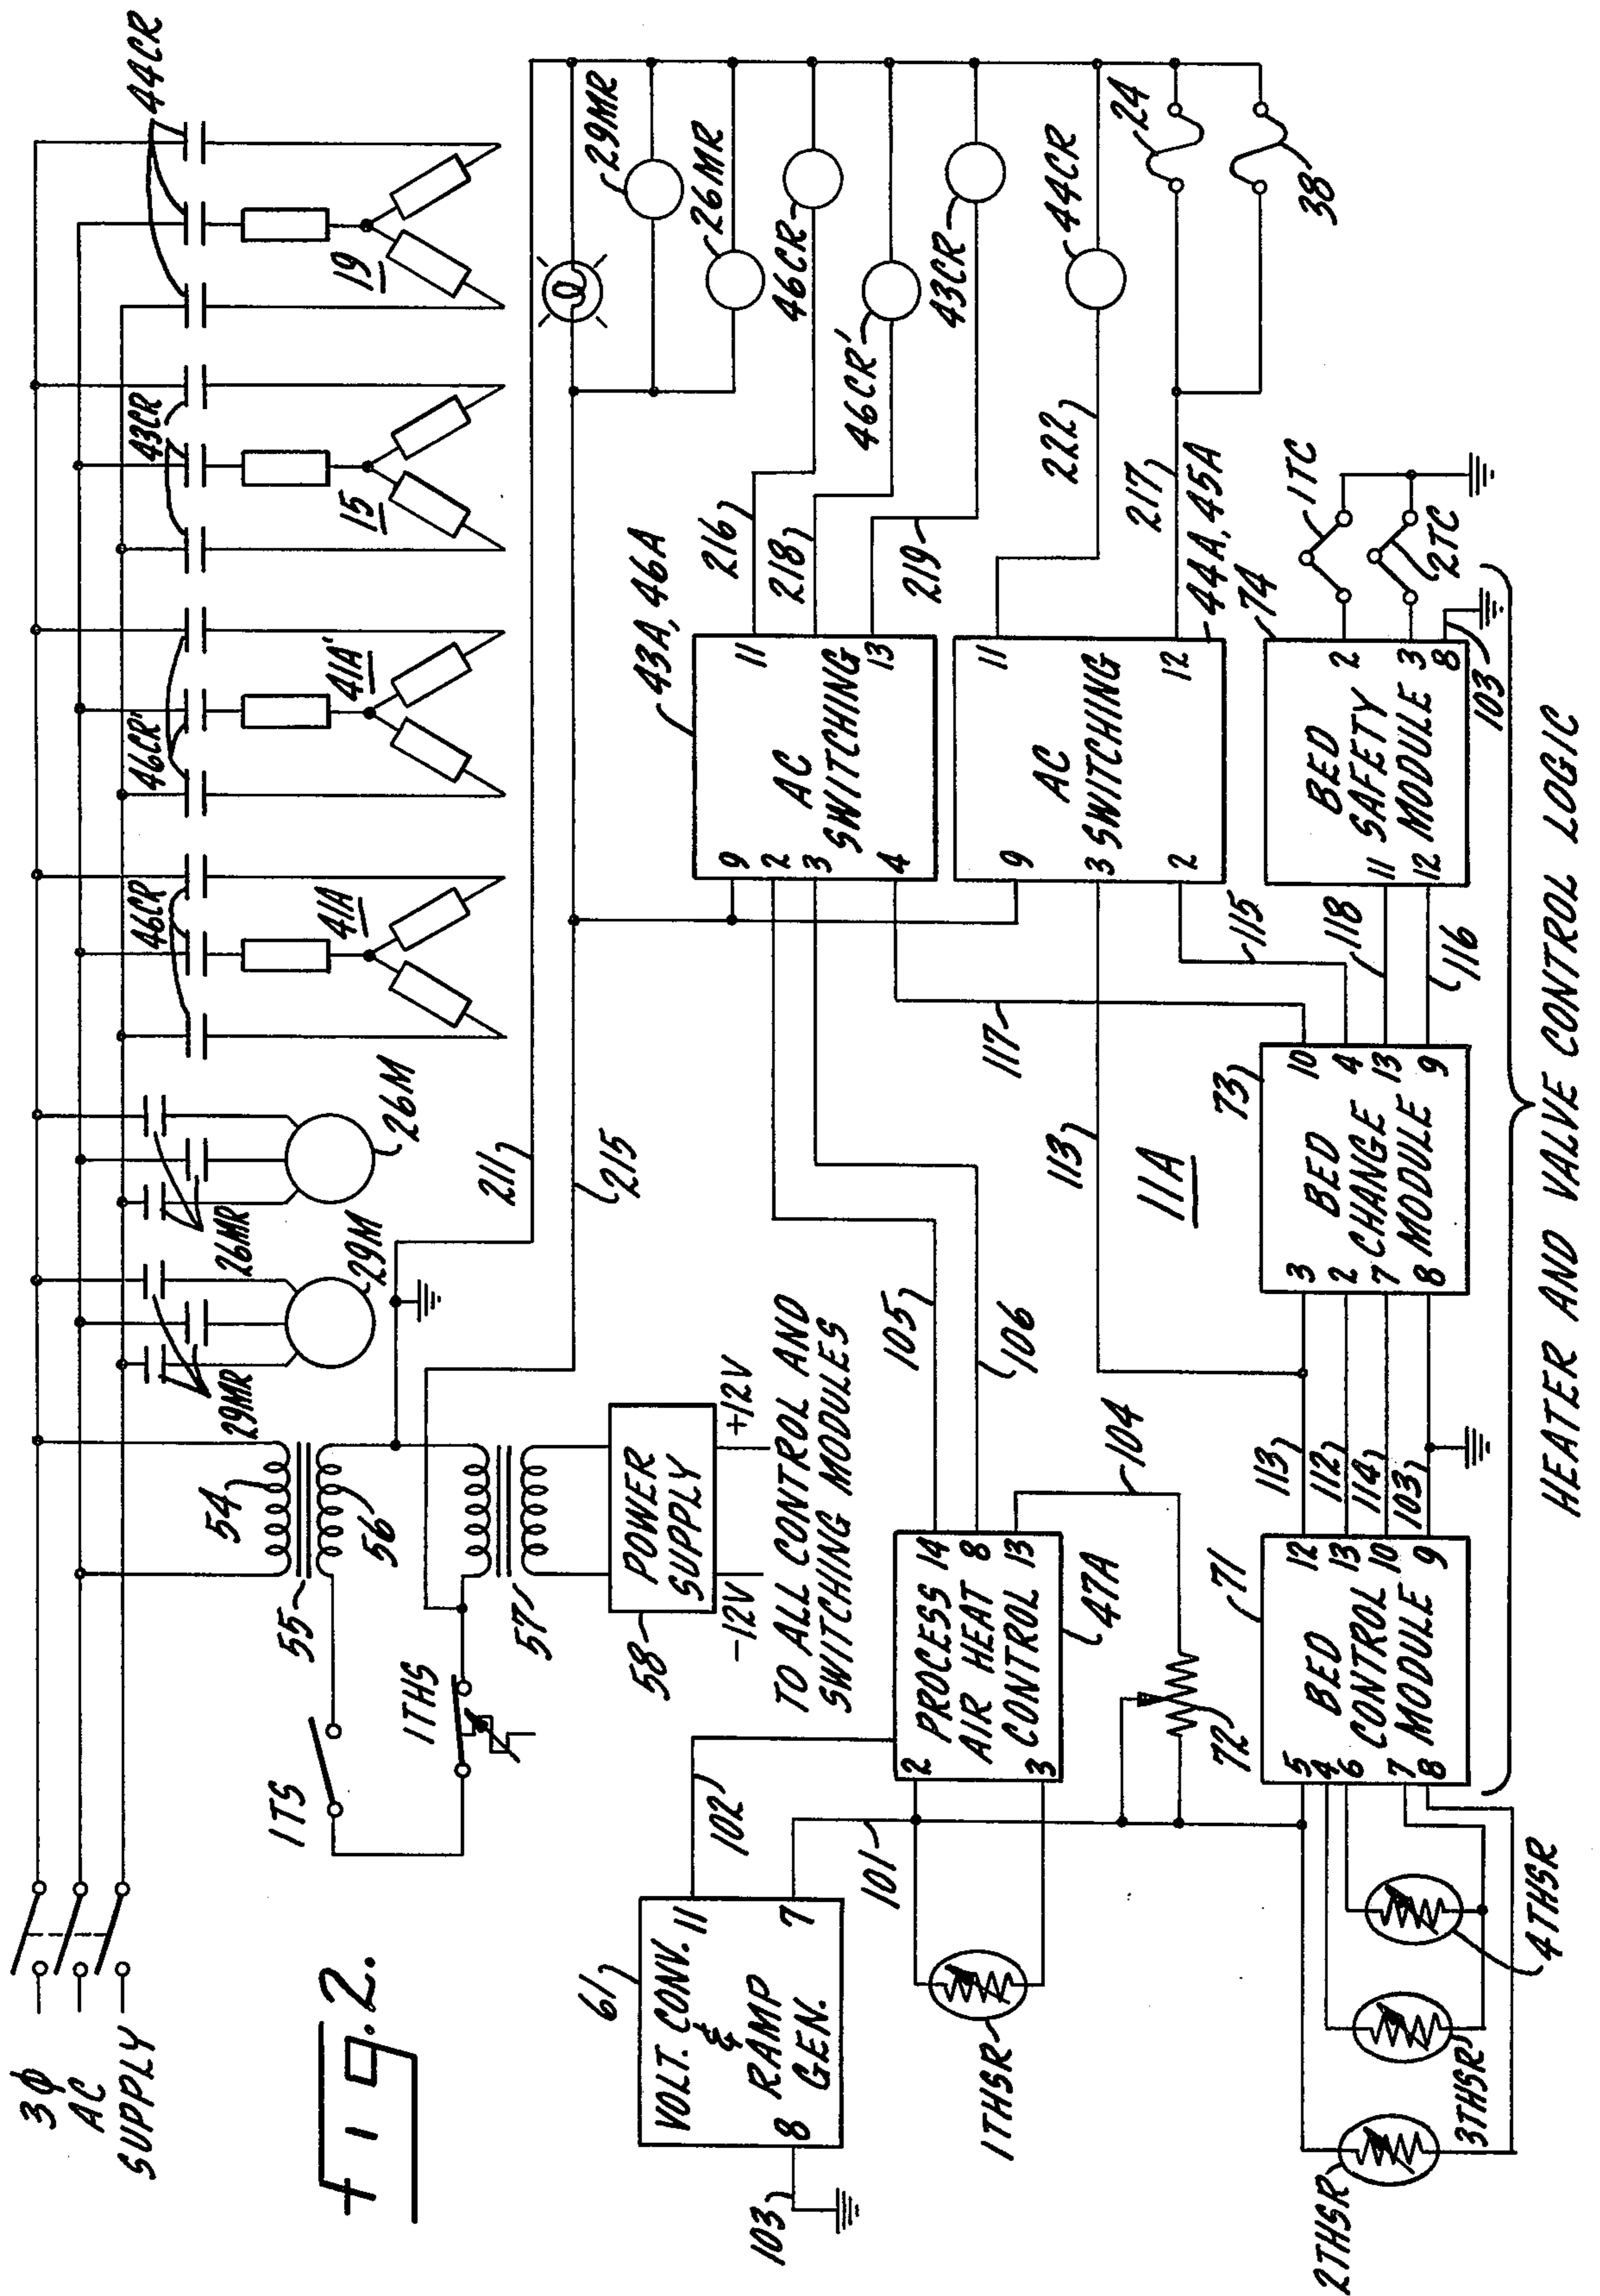 3Φ
AC
SUPPLY
Fig. 2.
44CR
43CR
46CR'
46CR
19
15
41A'
41A
26M
29M
26MR
29MR
54
55
56
57
58
POWER
SUPPLY
-12V
+12V
TO ALL CONTROL AND
SWITCHING MODULES
1TS
1THS
211
215
29MR
26MR
46CR
46CR'
43CR
44CR
24
38
216
218
219
222
217
43A, 46A
9
2
3
4
AC
SWITCHING
11
13
44A, 45A
9
3
2
AC
SWITCHING
11
12
74
11
12
BED
SAFETY
MODULE
2
3
8
103
1TC
2TC
115
118
116
117
113
11A
73
3
2
7
8
BED
CHANGE
MODULE
10
4
13
9
105
106
104
102
101
47A
2
3
PROCESS
AIR HEAT
CONTROL
14
8
13
72
113
112
114
103
71
5
4
6
7
8
BED
CONTROL
MODULE
12
13
10
9
61
VOLT. CONV.
&
RAMP
GEN.
11
7
8
103
1THSR
2THSR
3THSR
4THSR
HEATER AND VALVE CONTROL LOGIC